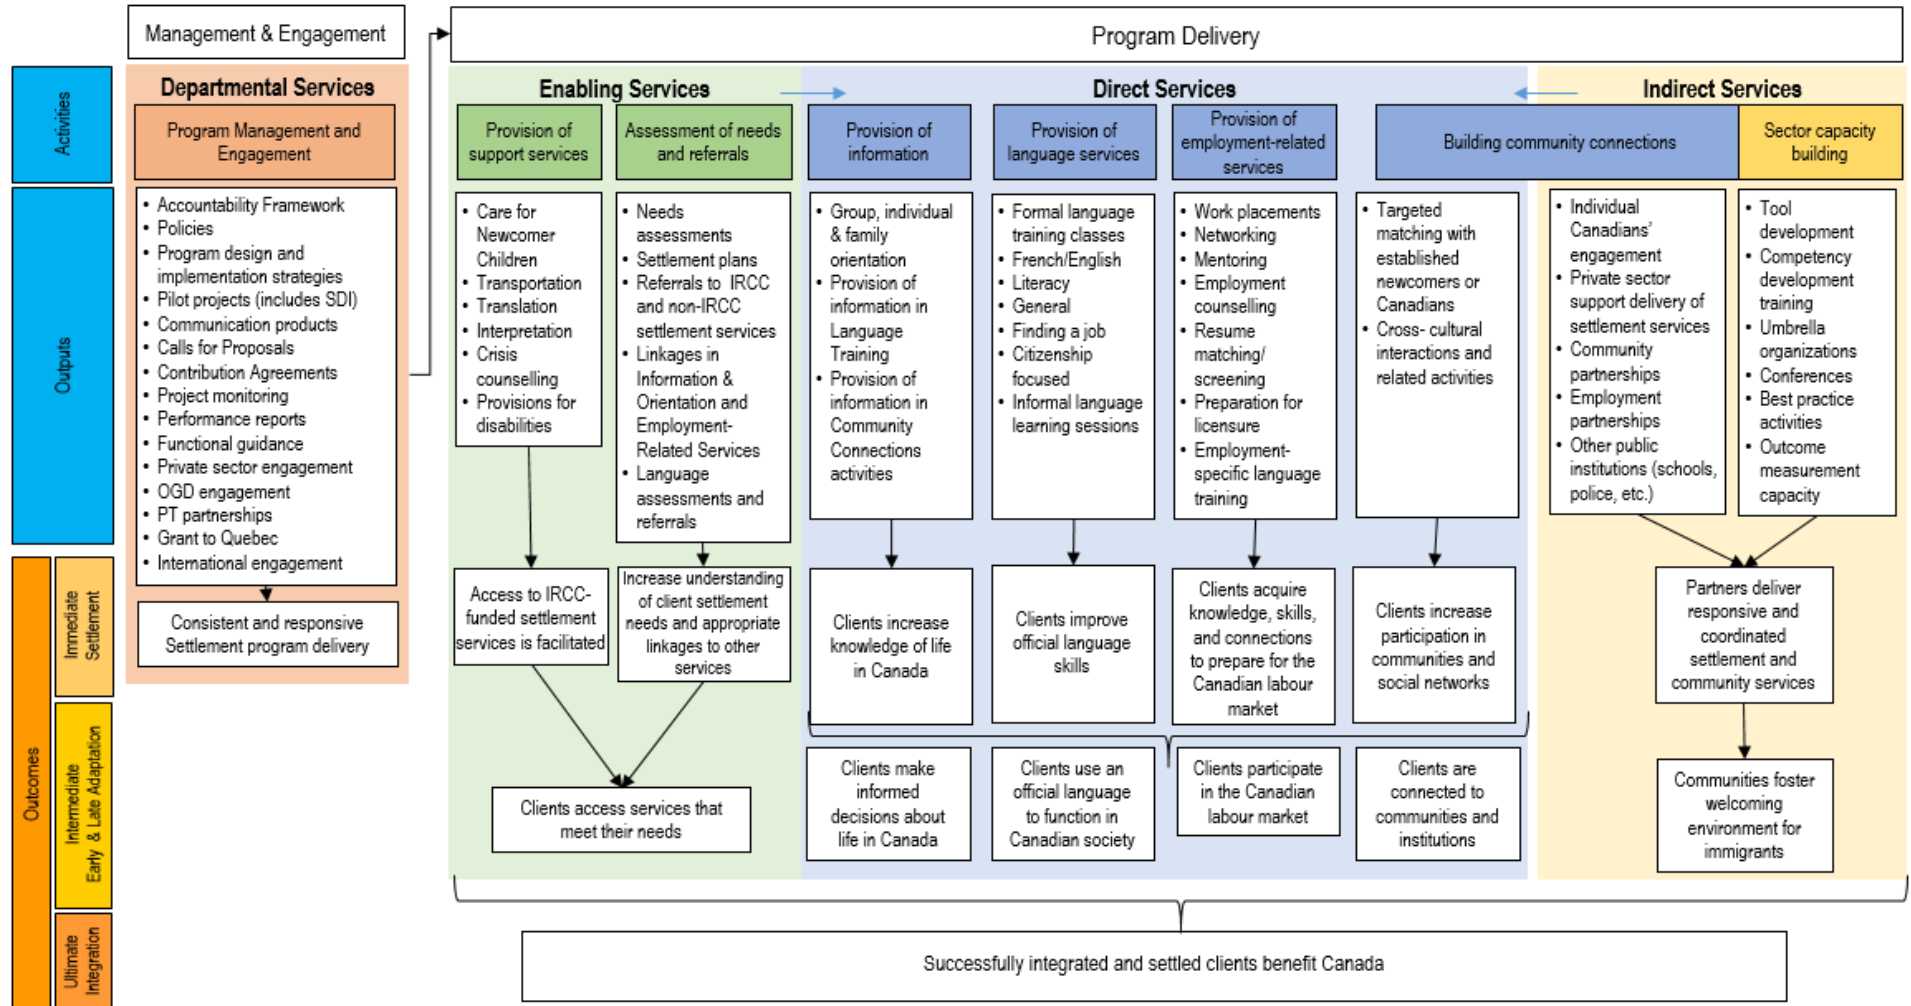 Management & Engagement
Program Delivery
Activities
Outputs
Outcomes
Immediate
Settlement
Intermediate
Early & Late Adaptation
Ultimate
Integration
Departmental Services
Program Management and
Engagement
• Accountability Framework
• Policies
• Program design and
implementation strategies
• Pilot projects (includes SDI)
• Communication products
• Calls for Proposals
• Contribution Agreements
• Project monitoring
• Performance reports
• Functional guidance
• Private sector engagement
• OGD engagement
• PT partnerships
• Grant to Quebec
• International engagement
Consistent and responsive
Settlement program delivery
Enabling Services
Provision of
support services
• Care for
Newcomer
Children
• Transportation
• Translation
• Interpretation
• Crisis
counselling
• Provisions for
disabilities
Access to IRCC-
funded settlement
services is facilitated
Assessment of needs
and referrals
• Needs
assessments
• Settlement plans
• Referrals to IRCC
and non-IRCC
settlement services
• Linkages in
Information &
Orientation and
Employment-
Related Services
• Language
assessments and
referrals
Increase understanding
of client settlement
needs and appropriate
linkages to other
services
Clients access services that
meet their needs
Direct Services
Provision of
information
• Group, individual
& family
orientation
• Provision of
information in
Language
Training
• Provision of
information in
Community
Connections
activities
Clients increase
knowledge of life
in Canada
Clients make
informed
decisions about
life in Canada
Provision of
language services
• Formal language
training classes
• French/English
• Literacy
• General
• Finding a job
• Citizenship
focused
• Informal language
learning sessions
Clients improve
official language
skills
Clients use an
official language
to function in
Canadian society
Provision of
employment-related
services
• Work placements
• Networking
• Mentoring
• Employment
counselling
• Resume
matching/
screening
• Preparation for
licensure
• Employment-
specific language
training
Clients acquire
knowledge, skills,
and connections
to prepare for the
Canadian labour
market
Clients participate
in the Canadian
labour market
Building community connections
• Targeted
matching with
established
newcomers or
Canadians
• Cross- cultural
interactions and
related activities
Clients increase
participation in
communities and
social networks
Clients are
connected to
communities and
institutions
Indirect Services
• Individual
Canadians'
engagement
• Private sector
support delivery of
settlement services
• Community
partnerships
• Employment
partnerships
• Other public
institutions (schools,
police, etc.)
Sector capacity
building
• Tool
development
• Competency
development
training
• Umbrella
organizations
• Conferences
• Best practice
activities
• Outcome
measurement
capacity
Partners deliver
responsive and
coordinated
settlement and
community services
Communities foster
welcoming
environment for
immigrants
Successfully integrated and settled clients benefit Canada